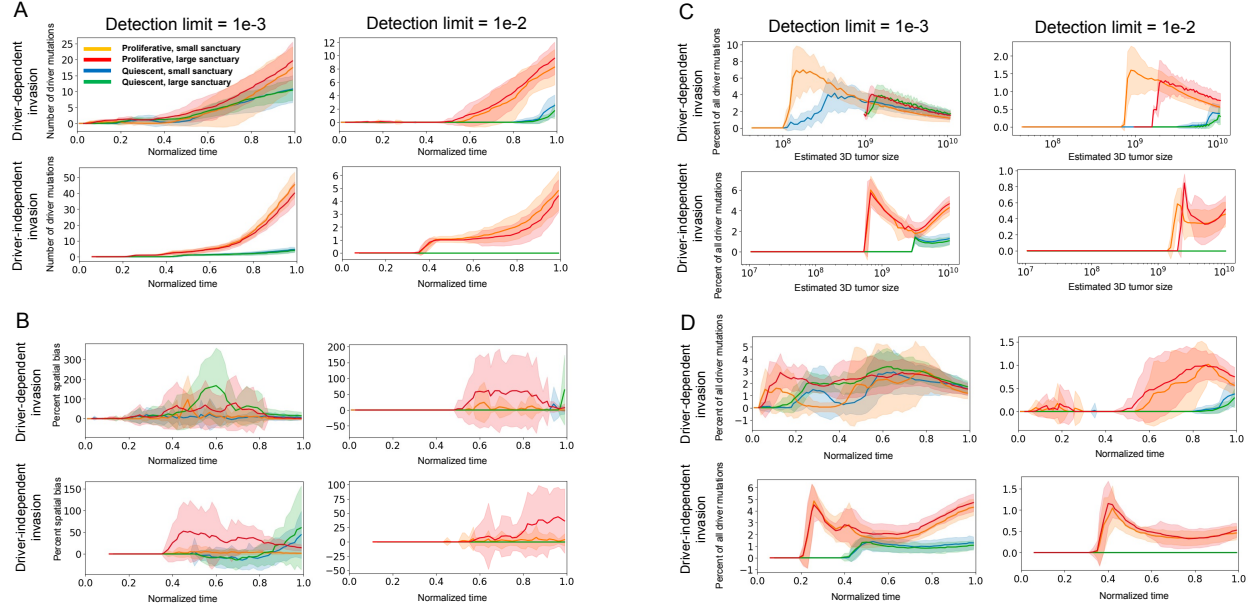 A
Detection limit = 1e-3
Detection limit = 1e-2
Driver-dependent
invasion
Number of driver mutations
25
20
15
10
5
0
Proliferative, small sanctuary
Proliferative, large sanctuary
Quiescent, small sanctuary
Quiescent, large sanctuary
0.0 0.2 0.4 0.6 0.8 1.0
Normalized time
12
10
8
6
4
2
0
0.0 0.2 0.4 0.6 0.8 1.0
Normalized time
Driver-independent
invasion
Number of driver mutations
50
40
30
20
10
0
0.0 0.2 0.4 0.6 0.8 1.0
Normalized time
6
5
4
3
2
1
0
0.0 0.2 0.4 0.6 0.8 1.0
Normalized time
B
Driver-dependent
invasion
Percent spatial bias
300
200
100
0
0.0 0.2 0.4 0.6 0.8 1.0
Normalized time
200
150
100
50
0
−50
0.0 0.2 0.4 0.6 0.8 1.0
Normalized time
Driver-independent
invasion
Percent spatial bias
150
100
50
0
0.0 0.2 0.4 0.6 0.8 1.0
Normalized time
100
75
50
25
0
−25
−50
0.0 0.2 0.4 0.6 0.8 1.0
Normalized time
C
Detection limit = 1e-3
Detection limit = 1e-2
Driver-dependent
invasion
Percent of all driver mutations
10
8
6
4
2
0
10⁸ 10⁹ 10¹⁰
Estimated 3D tumor size
2.0
1.5
1.0
0.5
0.0
10⁸ 10⁹ 10¹⁰
Estimated 3D tumor size
Driver-independent
invasion
Percent of all driver mutations
6
4
2
0
10⁷ 10⁸ 10⁹ 10¹⁰
Estimated 3D tumor size
1.0
0.8
0.6
0.4
0.2
0.0
10⁷ 10⁸ 10⁹ 10¹⁰
Estimated 3D tumor size
D
Driver-dependent
invasion
Percent of all driver mutations
5
4
3
2
1
0
−1
0.0 0.2 0.4 0.6 0.8 1.0
Normalized time
1.5
1.0
0.5
0.0
0.0 0.2 0.4 0.6 0.8 1.0
Normalized time
Driver-independent
invasion
Percent of all driver mutations
6
5
4
3
2
1
0
−1
0.0 0.2 0.4 0.6 0.8 1.0
Normalized time
1.5
1.0
0.5
0.0
0.0 0.2 0.4 0.6 0.8 1.0
Normalized time